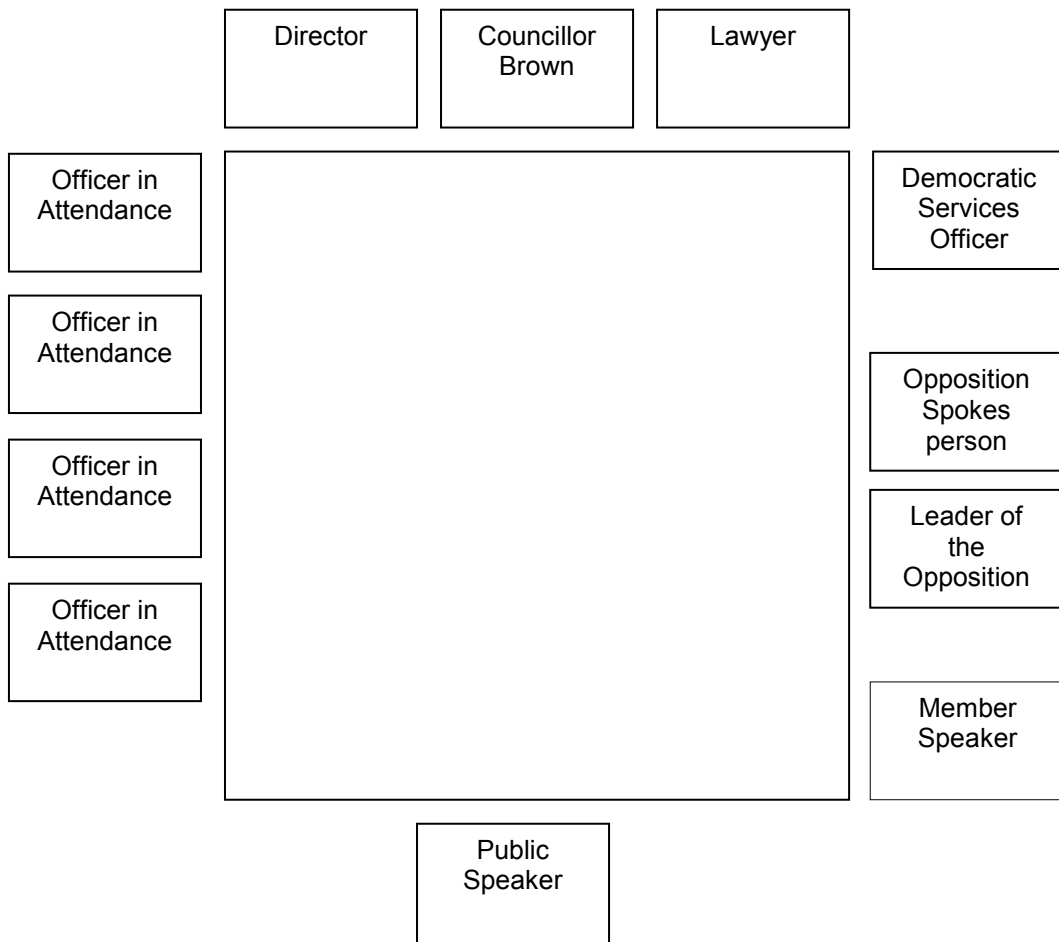 Director
Councillor
Brown
Lawyer
Officer in
Attendance
Democratic
Services
Officer
Officer in
Attendance
Opposition
Spokes
person
Officer in
Attendance
Leader of
the
Opposition
Officer in
Attendance
Member
Speaker
Public
Speaker